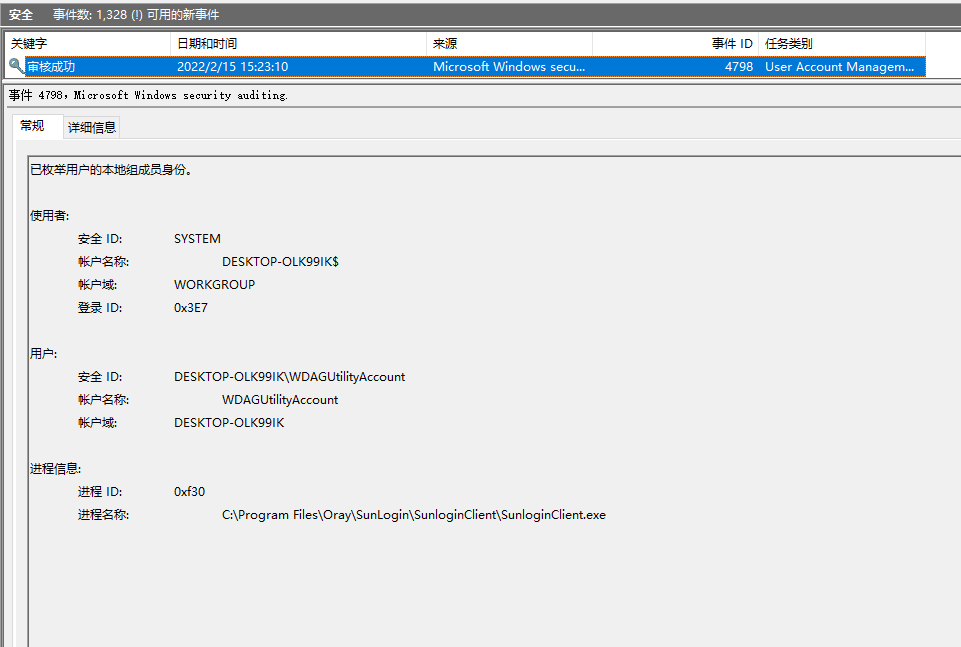 安全 事件数: 1,328 (!) 可用的新事件
关键字 日期和时间 来源 事件 ID 任务类别
审核成功 2022/2/15 15:23:10 Microsoft Windows secu... 4798 User Account Managem...
事件 4798，Microsoft Windows security auditing.
常规 详细信息
已枚举用户的本地组成员身份。
使用者:
安全 ID: SYSTEM
帐户名称: DESKTOP-OLK99IK$
帐户域: WORKGROUP
登录 ID: 0x3E7
用户:
安全 ID: DESKTOP-OLK99IK\WDAGUtilityAccount
帐户名称: WDAGUtilityAccount
帐户域: DESKTOP-OLK99IK
进程信息:
进程 ID: 0xf30
进程名称: C:\Program Files\Oray\SunLogin\SunloginClient\SunloginClient.exe